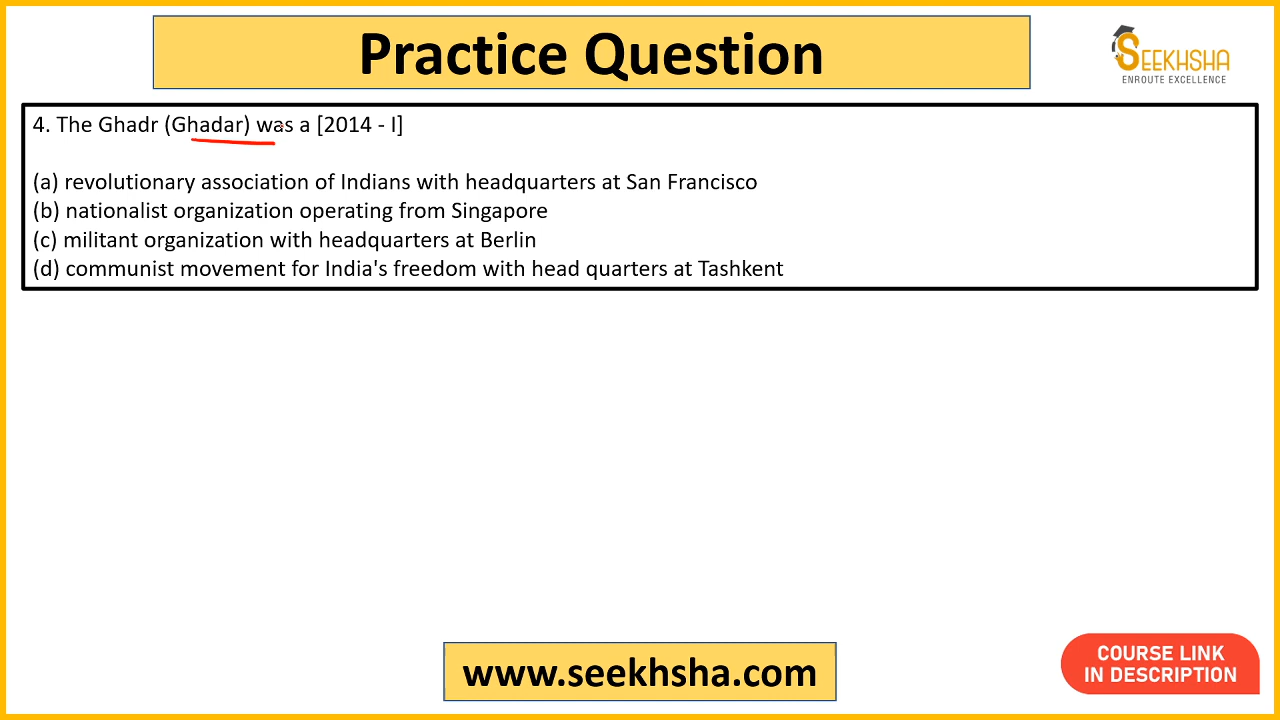 Practice Question
SEEKHSHA
ENROUTE EXCELLENCE
4. The Ghadr (Ghadar) was a [2014 - I]
(a) revolutionary association of Indians with headquarters at San Francisco
(b) nationalist organization operating from Singapore
(c) militant organization with headquarters at Berlin
(d) communist movement for India's freedom with head quarters at Tashkent
www.seekhsha.com
COURSE LINK
IN DESCRIPTION